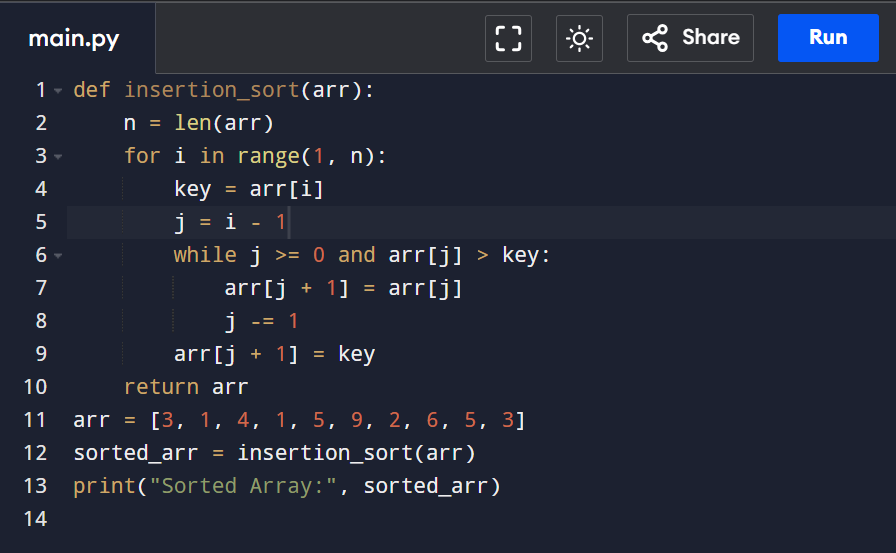 main.py
Share
Run
1 def insertion_sort(arr):
2     n = len(arr)
3     for i in range(1, n):
4         key = arr[i]
5         j = i - 1
6         while j >= 0 and arr[j] > key:
7             arr[j + 1] = arr[j]
8             j -= 1
9         arr[j + 1] = key
10     return arr
11 arr = [3, 1, 4, 1, 5, 9, 2, 6, 5, 3]
12 sorted_arr = insertion_sort(arr)
13 print("Sorted Array:", sorted_arr)
14